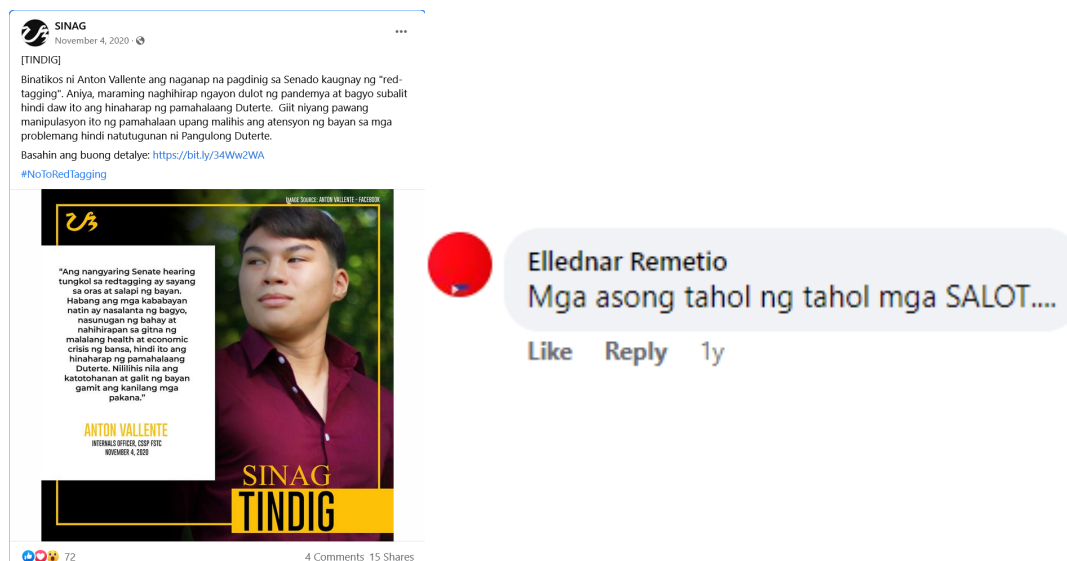 SINAG
November 4, 2020
[TINDIG]
Binatikos ni Anton Vallente ang naganap na pagdinig sa Senado kaugnay ng "red-
tagging". Aniya, maraming naghihirap ngayon dulot ng pandemya at bagyo subalit
hindi daw ito ang hinaharap ng pamahalaang Duterte. Giit niyang pawang
manipulasyon ito ng pamahalaan upang malihis ang atensyon ng bayan sa mga
problemang hindi natutugunan ni Pangulong Duterte.
Basahin ang buong detalye: https://bit.ly/34Ww2WA
#NoToRedTagging
IMAGE SOURCE: ANTON VALLENTE - FACEBOOK
"Ang nangyaring Senate hearing
tungkol sa redtagging ay sayang
sa oras at salapi ng bayan.
Habang ang mga kababayan
natin ay nasalanta ng bagyo,
nasunugan ng bahay at
nahihirapan sa gitna ng
malalang health at economic
crisis ng bansa, hindi ito ang
hinaharap ng pamahalaang
Duterte. Nililihis nila ang
katotohanan at galit ng bayan
gamit ang kanilang mga
pakana."
ANTON VALLENTE
INTERNALS OFFICER, CSSP FSTC
NOVEMBER 4, 2020
SINAG
TINDIG
72
4 Comments 15 Shares
Ellednar Remetio
Mga asong tahol ng tahol mga SALOT....
Like Reply 1y